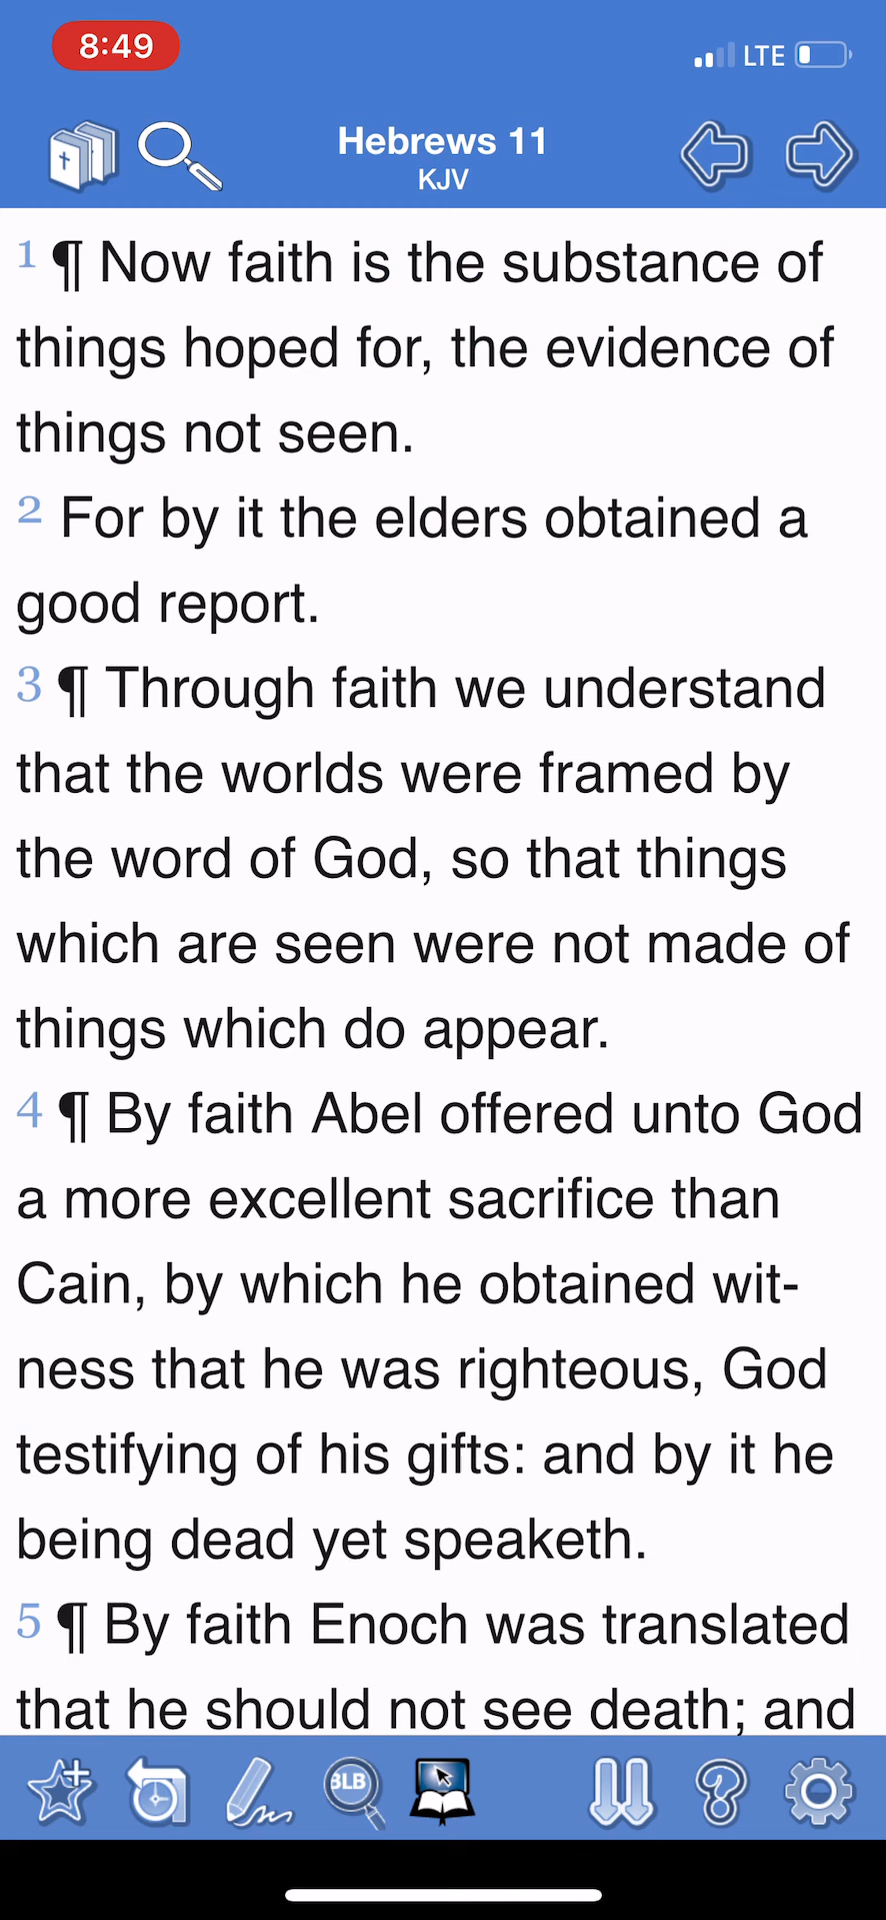 8:49
LTE
Hebrews 11
KJV
1 ¶ Now faith is the substance of
things hoped for, the evidence of
things not seen.
2 For by it the elders obtained a
good report.
3 ¶ Through faith we understand
that the worlds were framed by
the word of God, so that things
which are seen were not made of
things which do appear.
4 ¶ By faith Abel offered unto God
a more excellent sacrifice than
Cain, by which he obtained wit-
ness that he was righteous, God
testifying of his gifts: and by it he
being dead yet speaketh.
5 ¶ By faith Enoch was translated
that he should not see death; and
BLB